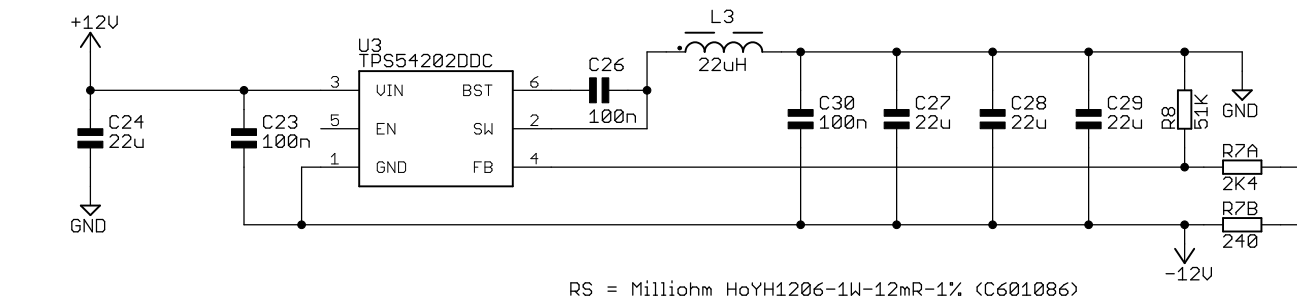 +12V
L3
U3
TPS54202DDC
22uH
C26
3
VIN
BST
6
C24
22u
C23
100n
5
EN
SW
2
100n
C30
100n
C27
22u
C28
22u
C29
22u
R8
51K
GND
1
GND
FB
4
R7A
2K4
GND
R7B
240
-12V
RS = Milliohm HoYH1206-1W-12mR-1% (C601086)